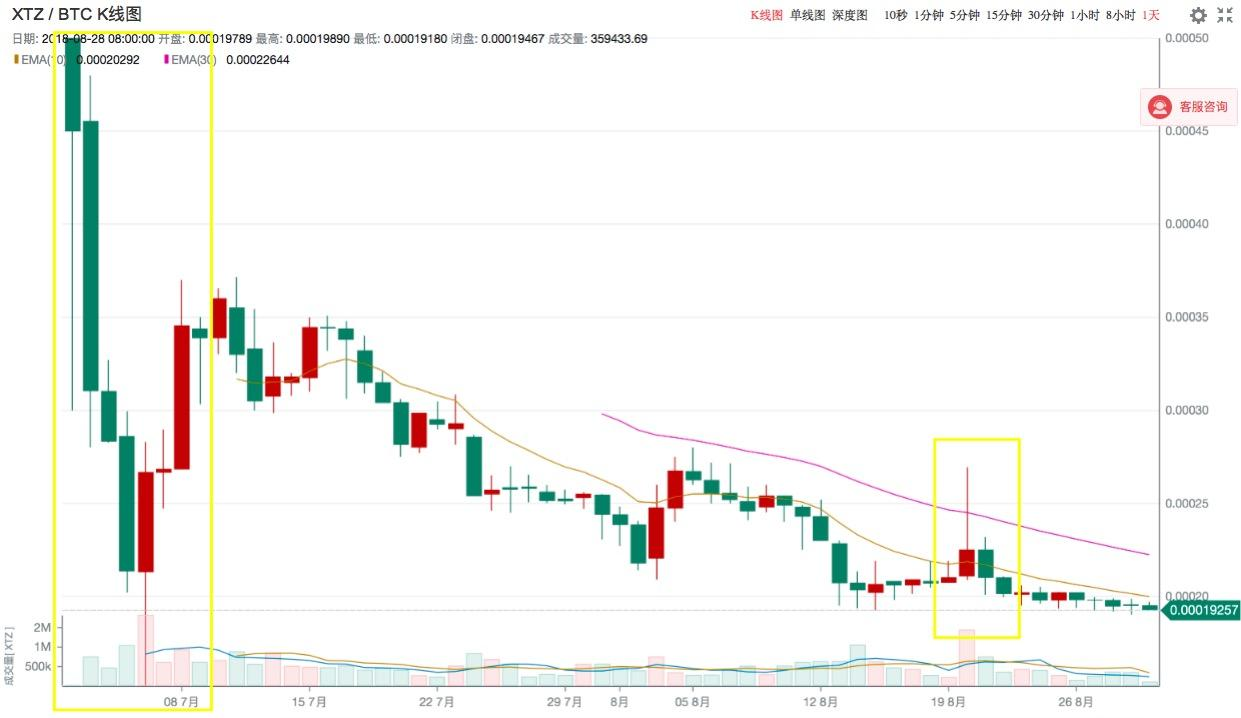 XTZ / BTC K线图
K线图 单线图 深度图 10秒 1分钟 5分钟 15分钟 30分钟 1小时 8小时 1天
日期: 2018-08-28 08:00:00 开盘: 0.00019789 最高: 0.00019890 最低: 0.00019180 闭盘: 0.00019467 成交量: 359433.69
EMA(10) 0.00020292 EMA(30) 0.00022644
0.00050
客服咨询
0.00045
0.00040
0.00035
0.00030
0.00025
0.00020
0.00019257
2M
1M
500k
成交量[ XTZ ]
08 7月 15 7月 22 7月 29 7月 8月 05 8月 12 8月 19 8月 26 8月